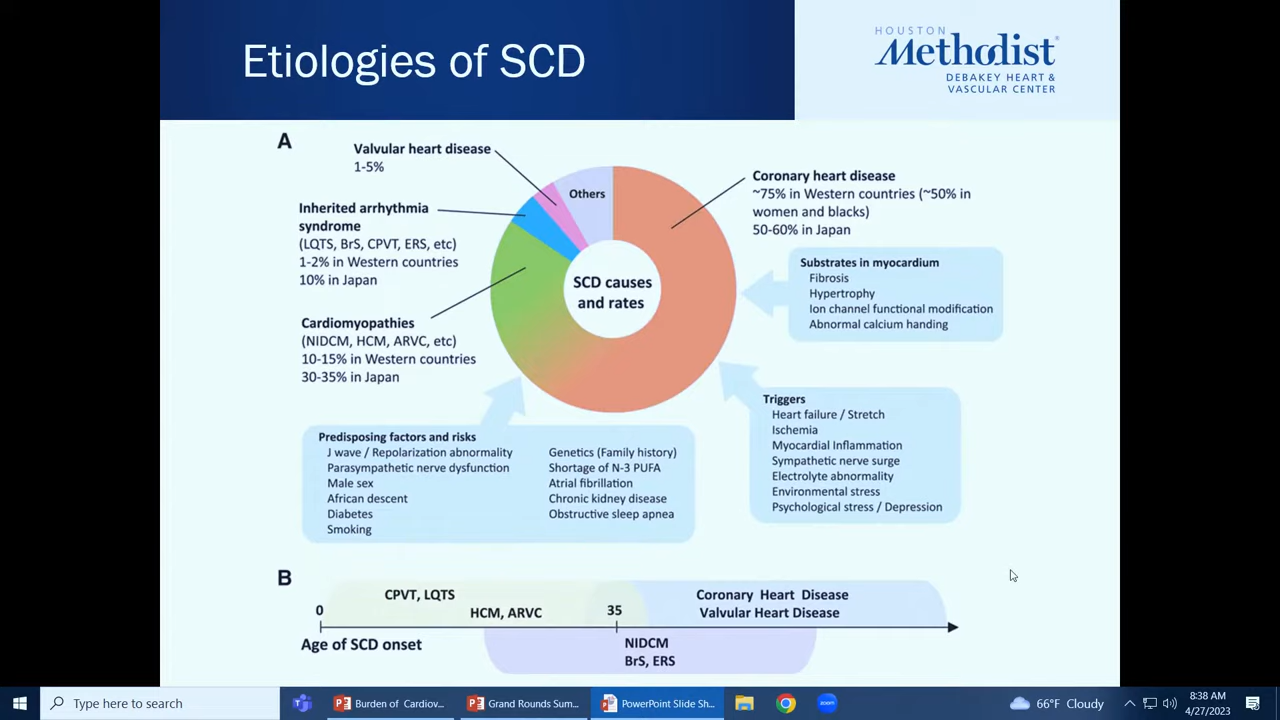 Etiologies of SCD
HOUSTON
Methodist®
DEBAKEY HEART &
VASCULAR CENTER
A
Valvular heart disease
1-5%
Inherited arrhythmia
syndrome
(LQTS, BrS, CPVT, ERS, etc)
1-2% in Western countries
10% in Japan
Cardiomyopathies
(NIDCM, HCM, ARVC, etc)
10-15% in Western countries
30-35% in Japan
Others
SCD causes
and rates
Coronary heart disease
~75% in Western countries (~50% in
women and blacks)
50-60% in Japan
Substrates in myocardium
Fibrosis
Hypertrophy
Ion channel functional modification
Abnormal calcium handing
Triggers
Heart failure / Stretch
Ischemia
Myocardial Inflammation
Sympathetic nerve surge
Electrolyte abnormality
Environmental stress
Psychological stress / Depression
Predisposing factors and risks
J wave / Repolarization abnormality
Parasympathetic nerve dysfunction
Male sex
African descent
Diabetes
Smoking
Genetics (Family history)
Shortage of N-3 PUFA
Atrial fibrillation
Chronic kidney disease
Obstructive sleep apnea
B
CPVT, LQTS
HCM, ARVC
Coronary Heart Disease
Valvular Heart Disease
0
35
Age of SCD onset
NIDCM
BrS, ERS
Type here to search
Burden of Cardiov...
Grand Rounds Sum...
PowerPoint Slide Sh...
zoom
66°F Cloudy
8:38 AM
4/27/2023